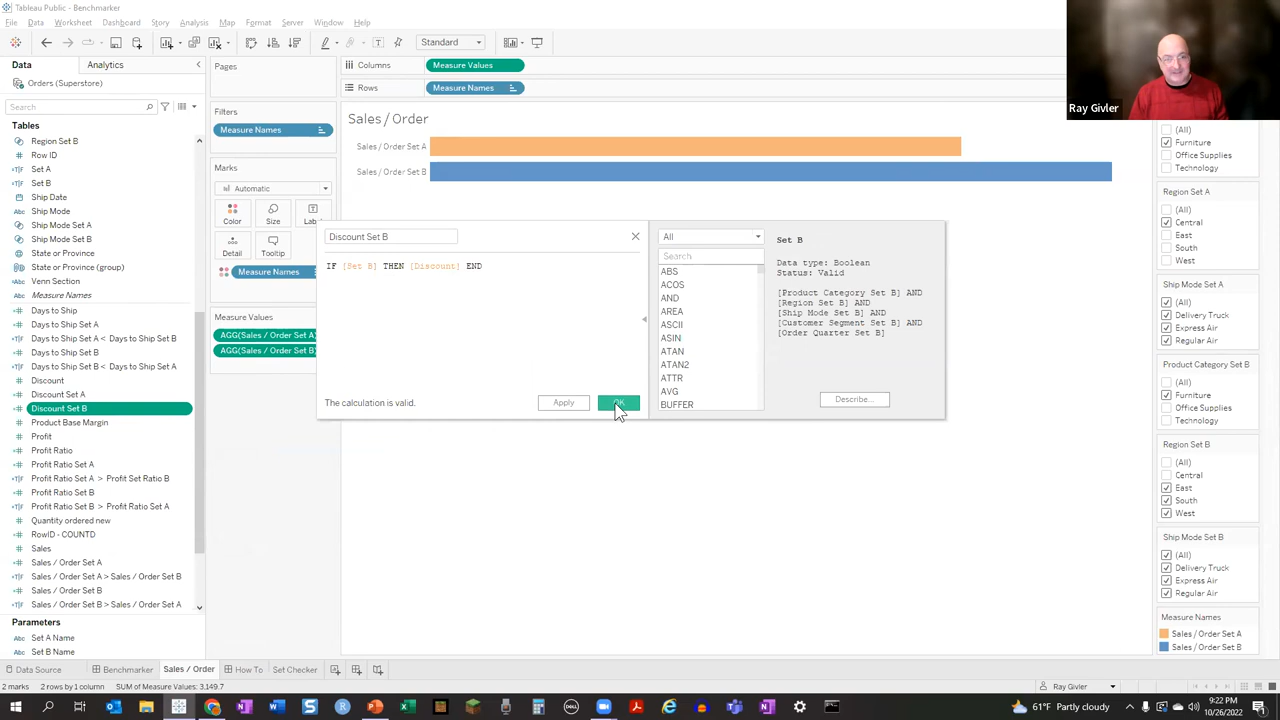 Tableau Public - Benchmarker
File Data Worksheet Dashboard Story Analysis Map Format Server Window Help
Standard
Data Analytics
Orders (Superstore)
Search
Tables
Region Set B
Row ID
Set A
Set B
Ship Date
Ship Mode
Ship Mode Set A
Ship Mode Set B
State or Province
State or Province (group)
Venn Section
Measure Names
Days to Ship
Days to Ship Set A
Days to Ship Set A < Days to Ship Set B
Days to Ship Set B
Days to Ship Set B < Days to Ship Set A
Discount
Discount Set A
Discount Set B
Product Base Margin
Profit
Profit Ratio
Profit Ratio Set A
Profit Ratio Set A > Profit Set Ratio B
Profit Ratio Set B
Profit Ratio Set B > Profit Ratio Set A
Quantity ordered new
RowID - COUNTD
Sales
Sales / Order Set A
Sales / Order Set A > Sales / Order Set B
Sales / Order Set B
Sales / Order Set B > Sales / Order Set A
Parameters
Set A Name
Set B Name
Pages
Filters
Measure Names
Marks
Automatic
Color Size Label
Detail Tooltip
Measure Names
Measure Values
AGG(Sales / Order Set A)
AGG(Sales / Order Set B)
Columns Measure Values
Rows Measure Names
Sales / Order
Sales / Order Set A
Sales / Order Set B
Discount Set B
IF [Set B] THEN [Discount] END
The calculation is valid.
Apply OK
All
Search
ABS
ACOS
AND
AREA
ASCII
ASIN
ATAN
ATAN2
ATTR
AVG
BUFFER
Set B
Data type: Boolean
Status: Valid
[Product Category Set B] AND
[Region Set B] AND
[Ship Mode Set B] AND
[Customer Segment Set B] AND
[Order Quarter Set B]
Describe...
Ray Givler
(All)
Furniture
Office Supplies
Technology
Region Set A
(All)
Central
East
South
West
Ship Mode Set A
(All)
Delivery Truck
Express Air
Regular Air
Product Category Set B
(All)
Furniture
Office Supplies
Technology
Region Set B
(All)
Central
East
South
West
Ship Mode Set B
(All)
Delivery Truck
Express Air
Regular Air
Measure Names
Sales / Order Set A
Sales / Order Set B
Data Source Benchmarker Sales / Order How To Set Checker
2 marks 2 rows by 1 column SUM of Measure Values: 3,149.7
Ray Givler
61°F Partly cloudy
9:22 PM
10/26/2022